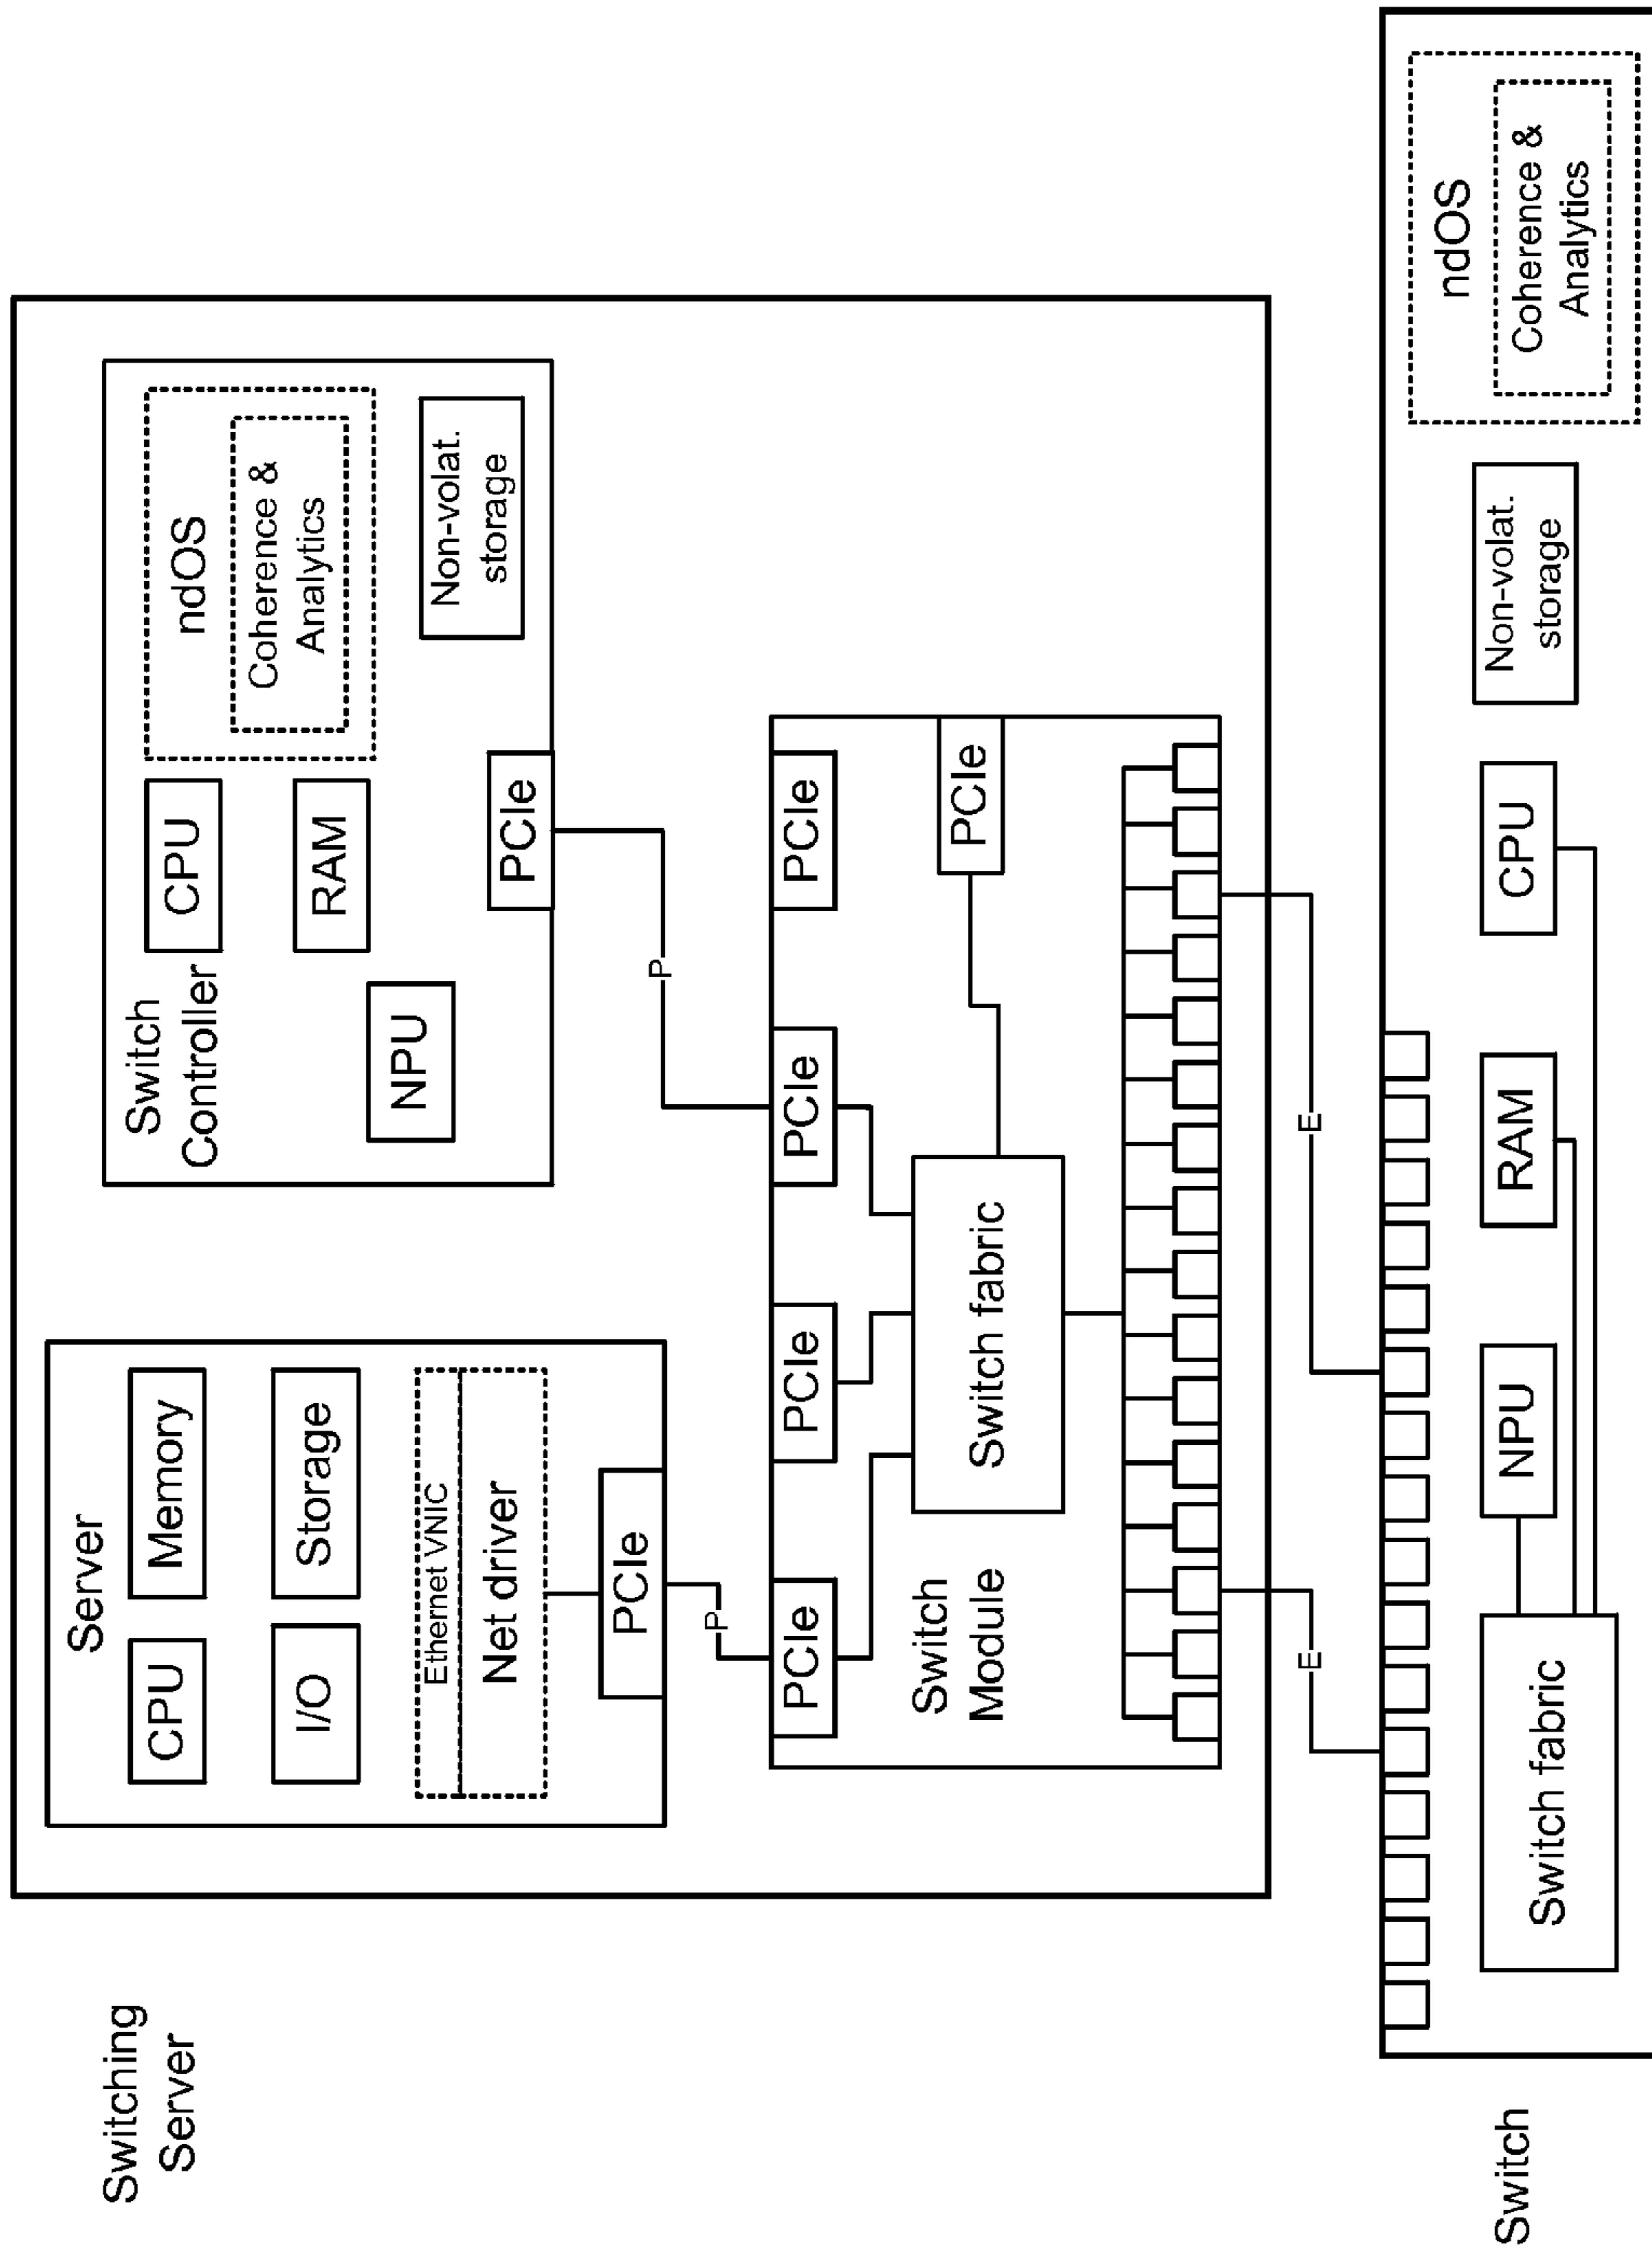 Switching
Server
Server
CPU
Memory
I/O
Storage
Ethernet VNIC
Net driver
PCIe
P
Switch
Controller
CPU
ndOS
Coherence &
Analytics
RAM
NPU
Non-volat.
storage
PCIe
P
PCIe
PCIe
PCIe
PCIe
Switch
Module
Switch fabric
PCIe
E
E
Switch
Switch fabric
NPU
RAM
CPU
Non-volat.
storage
ndOS
Coherence &
Analytics